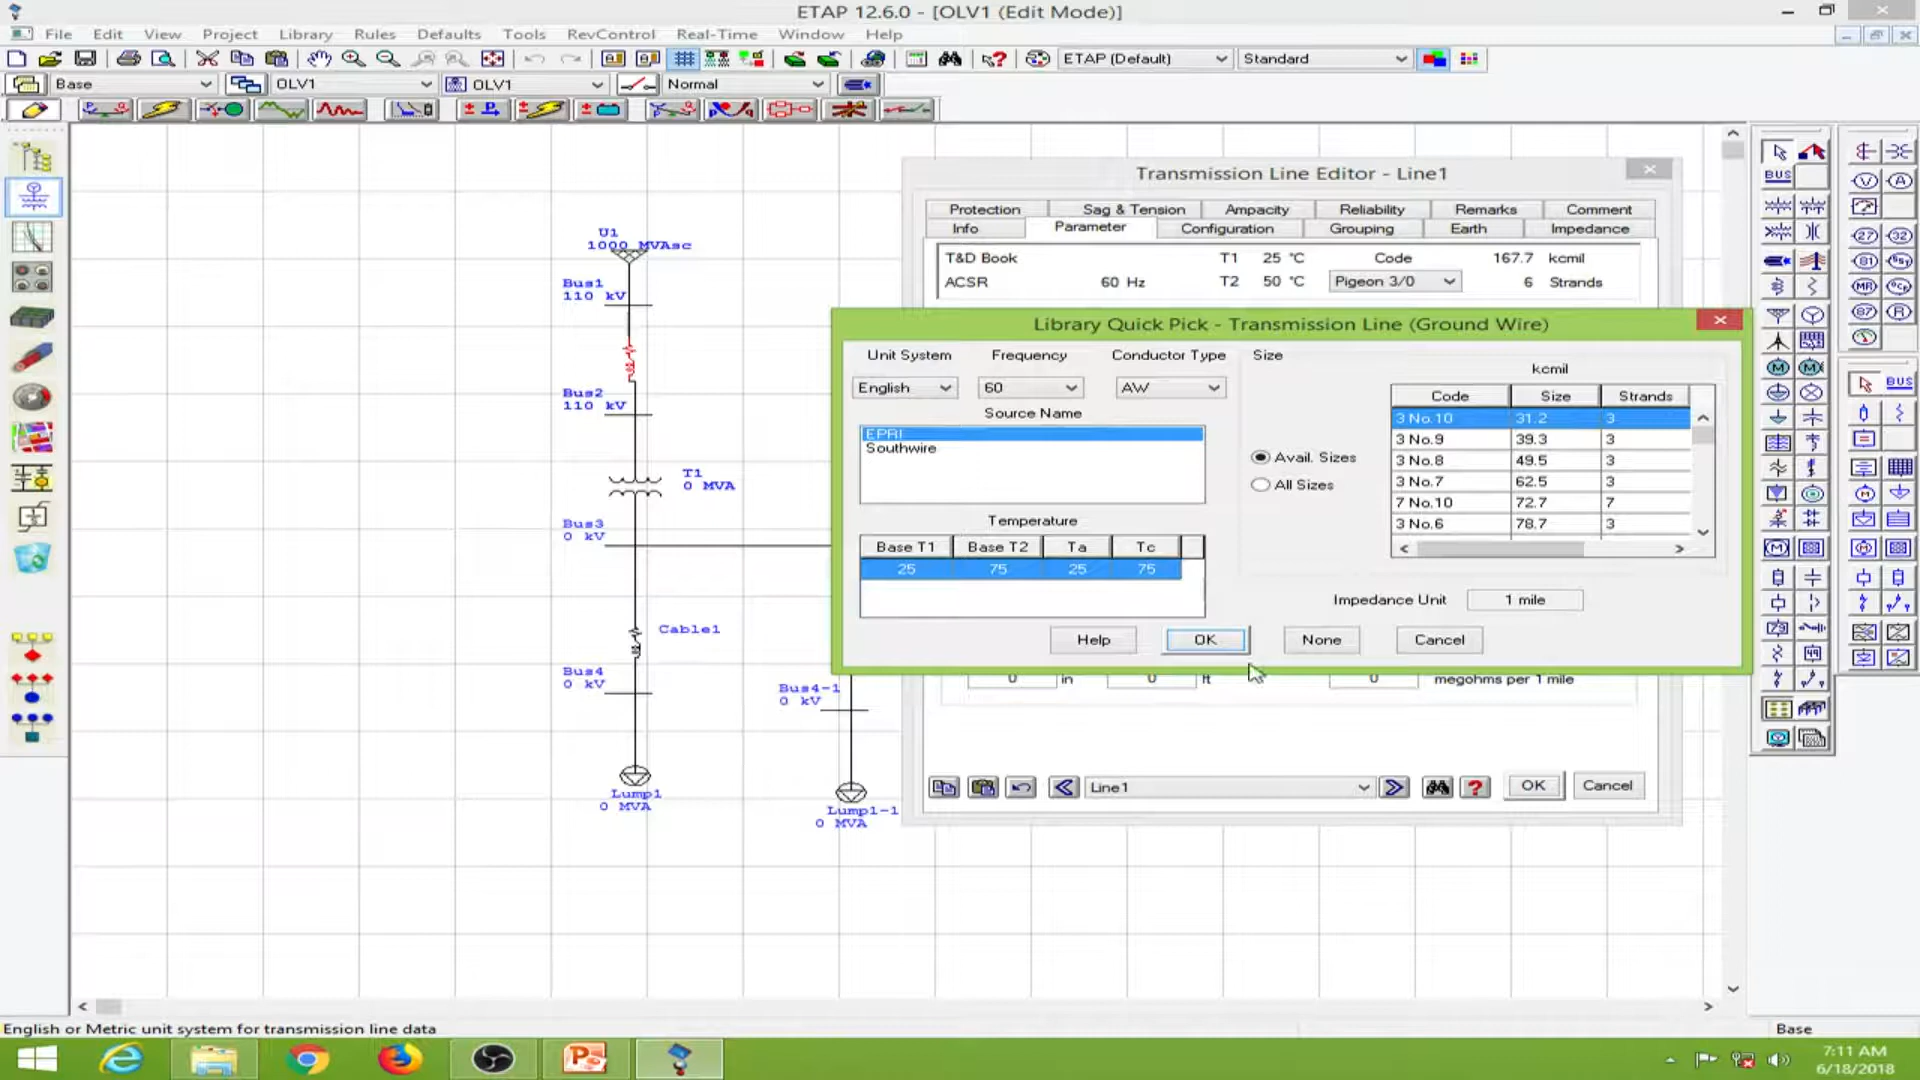 ETAP 12.6.0 - [OLV1 (Edit Mode)]
File Edit View Project Library Rules Defaults Tools RevControl Real-Time Window Help
ETAP (Default) Standard
Base OLV1 OLV1 Normal
U1
1000 MVAsc
Bus1
110 kV
Bus2
110 kV
T1
0 MVA
Bus3
0 kV
Cable1
Bus4
0 kV
Bus4-1
0 kV
Lump1
0 MVA
Lump1-1
0 MVA
Transmission Line Editor - Line1
Protection Sag & Tension Ampacity Reliability Remarks Comment
Info Parameter Configuration Grouping Earth Impedance
T&D Book T1 25 °C Code 167.7 kcmil
ACSR 60 Hz T2 50 °C Pigeon 3/0 6 Strands
Library Quick Pick - Transmission Line (Ground Wire)
Unit System Frequency Conductor Type Size
English 60 AW
kcmil
Source Name
EPRI
Southwire
Avail. Sizes
All Sizes
Code Size Strands
3 No.10 31.2 3
3 No.9 39.3 3
3 No.8 49.5 3
3 No.7 62.5 3
7 No.10 72.7 7
3 No.6 78.7 3
Temperature
Base T1 Base T2 Ta Tc
25 75 25 75
Impedance Unit 1 mile
Help OK None Cancel
0 in 0 ft 0 megohms per 1 mile
Line1 OK Cancel
BUS
BUS
English or Metric unit system for transmission line data
Base
7:11 AM
6/18/2018